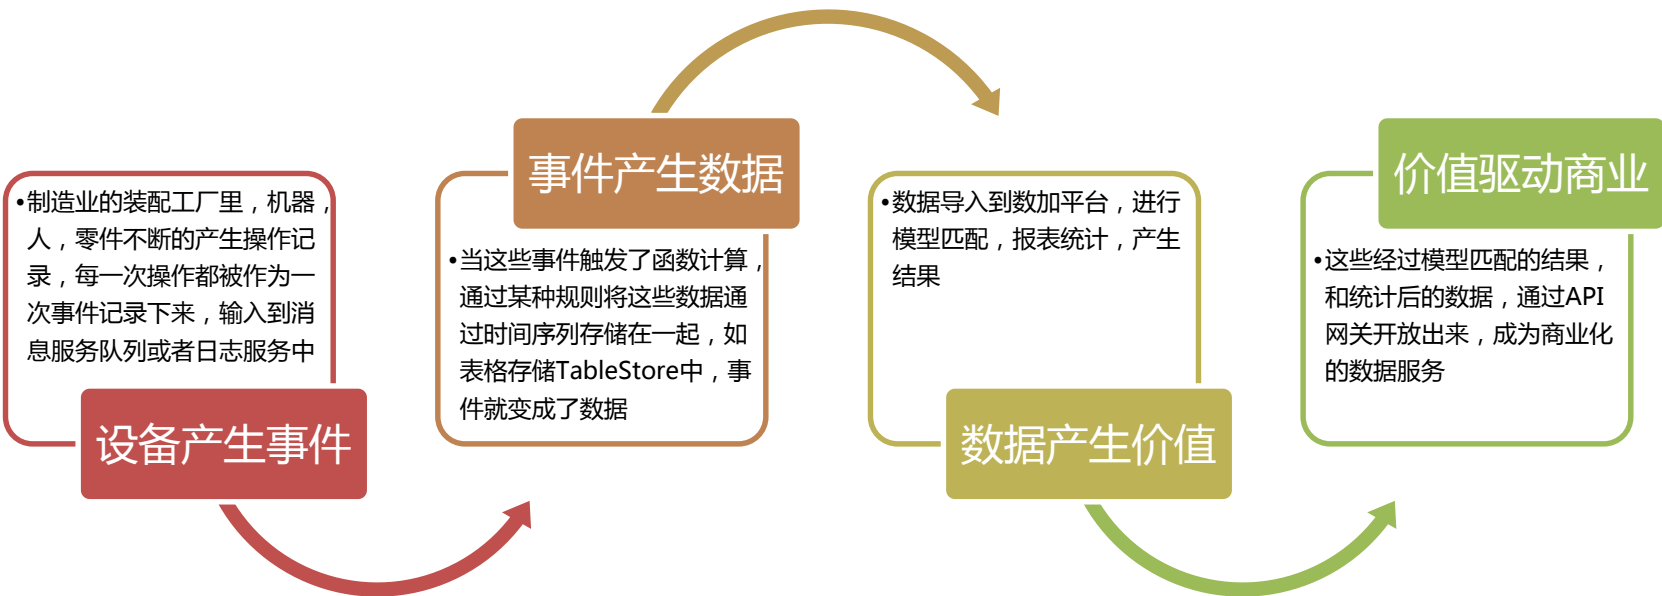 •制造业的装配工厂里，机器，
人，零件不断的产生操作记
录，每一次操作都被作为一
次事件记录下来，输入到消
息服务队列或者日志服务中
设备产生事件
事件产生数据
•当这些事件触发了函数计算，
通过某种规则将这些数据通
过时间序列存储在一起，如
表格存储TableStore中，事
件就变成了数据
•数据导入到数加平台，进行
模型匹配，报表统计，产生
结果
数据产生价值
价值驱动商业
•这些经过模型匹配的结果，
和统计后的数据，通过API
网关开放出来，成为商业化
的数据服务